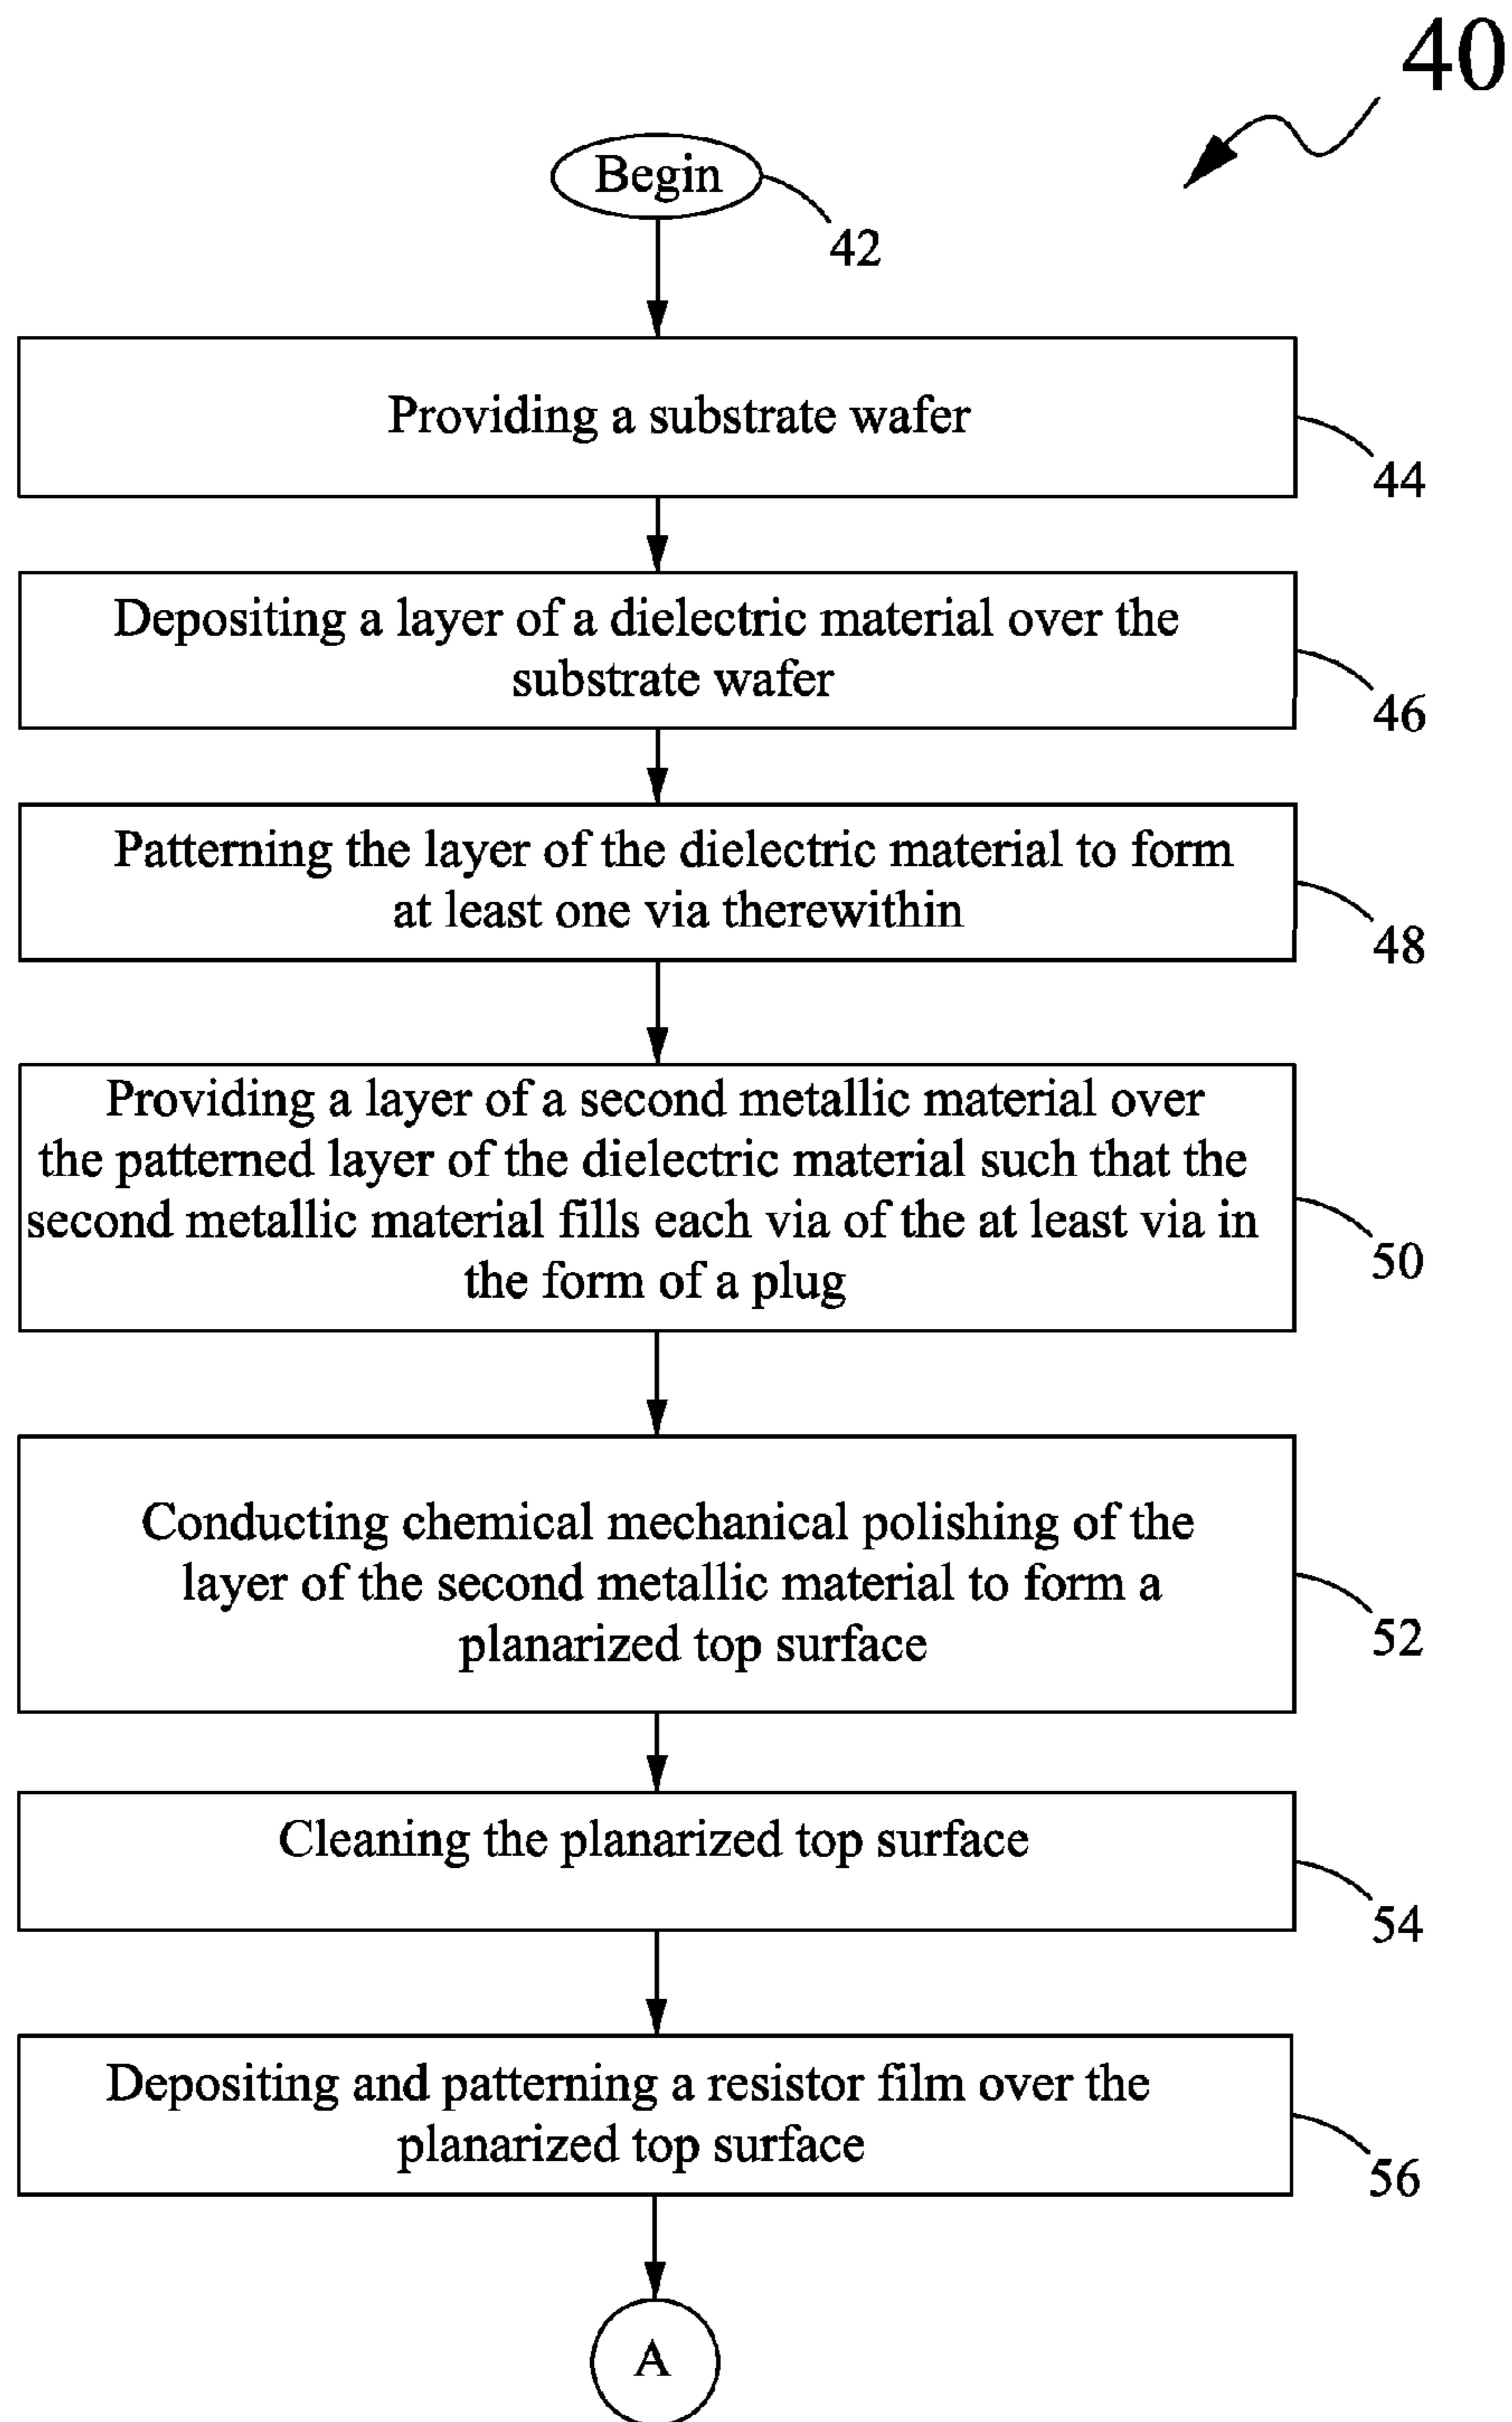 40
Begin
42
Providing a substrate wafer
44
Depositing a layer of a dielectric material over the
substrate wafer
46
Patterning the layer of the dielectric material to form
at least one via therewithin
48
Providing a layer of a second metallic material over
the patterned layer of the dielectric material such that the
second metallic material fills each via of the at least via in
the form of a plug
50
Conducting chemical mechanical polishing of the
layer of the second metallic material to form a
planarized top surface
52
Cleaning the planarized top surface
54
Depositing and patterning a resistor film over the
planarized top surface
56
A